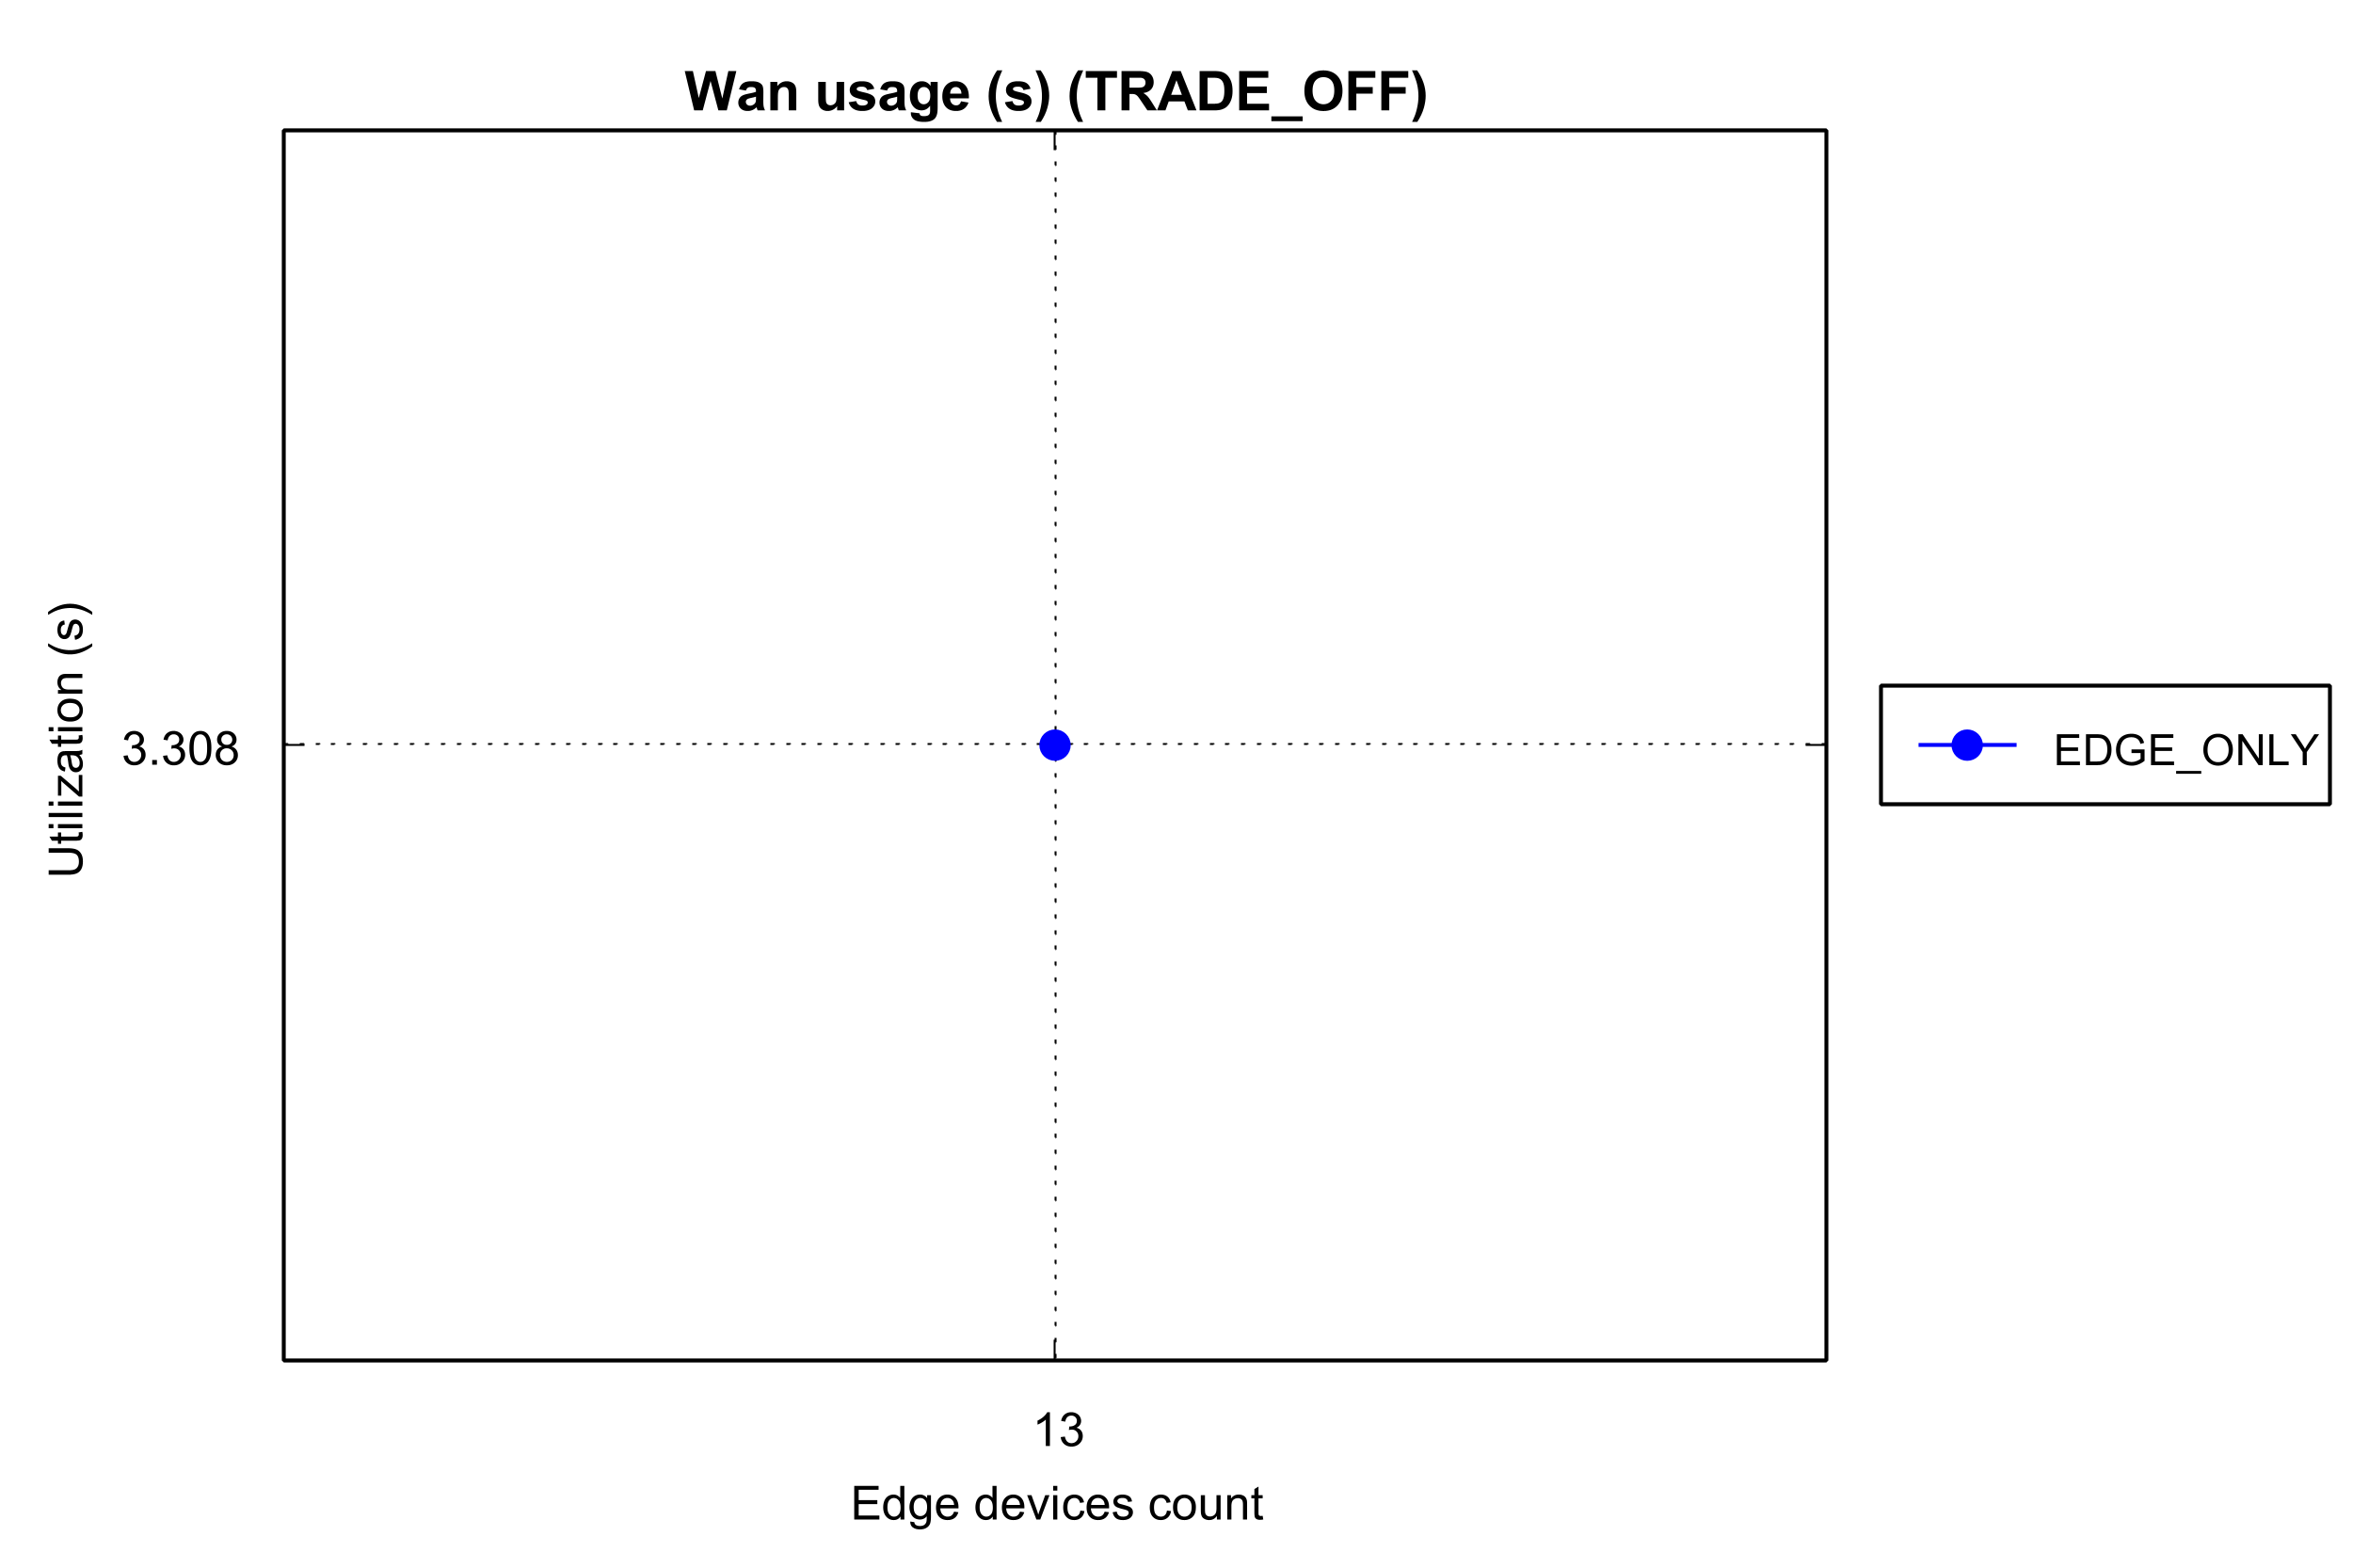 Wan usage (s) (TRADE_OFF)
Utilization (s)
3.308
EDGE_ONLY
13
Edge devices count